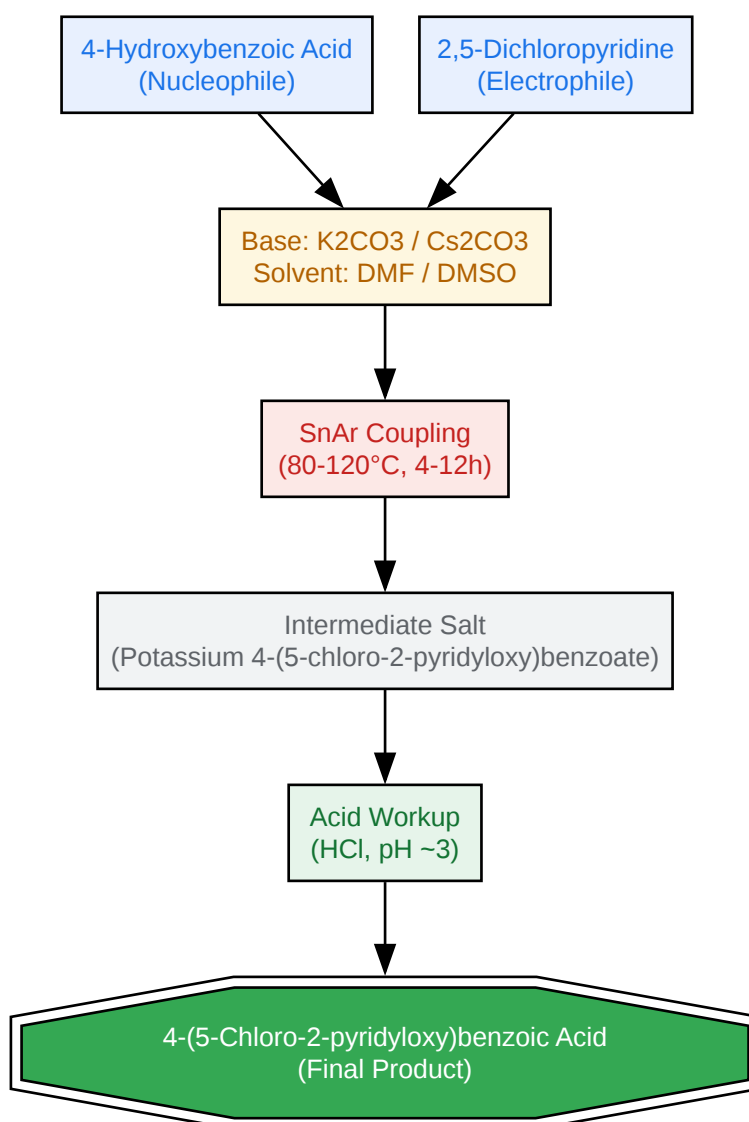 4-Hydroxybenzoic Acid
(Nucleophile)
2,5-Dichloropyridine
(Electrophile)
Base: K2CO3 / Cs2CO3
Solvent: DMF / DMSO
SnAr Coupling
(80-120°C, 4-12h)
Intermediate Salt
(Potassium 4-(5-chloro-2-pyridyloxy)benzoate)
Acid Workup
(HCl, pH ~3)
4-(5-Chloro-2-pyridyloxy)benzoic Acid
(Final Product)